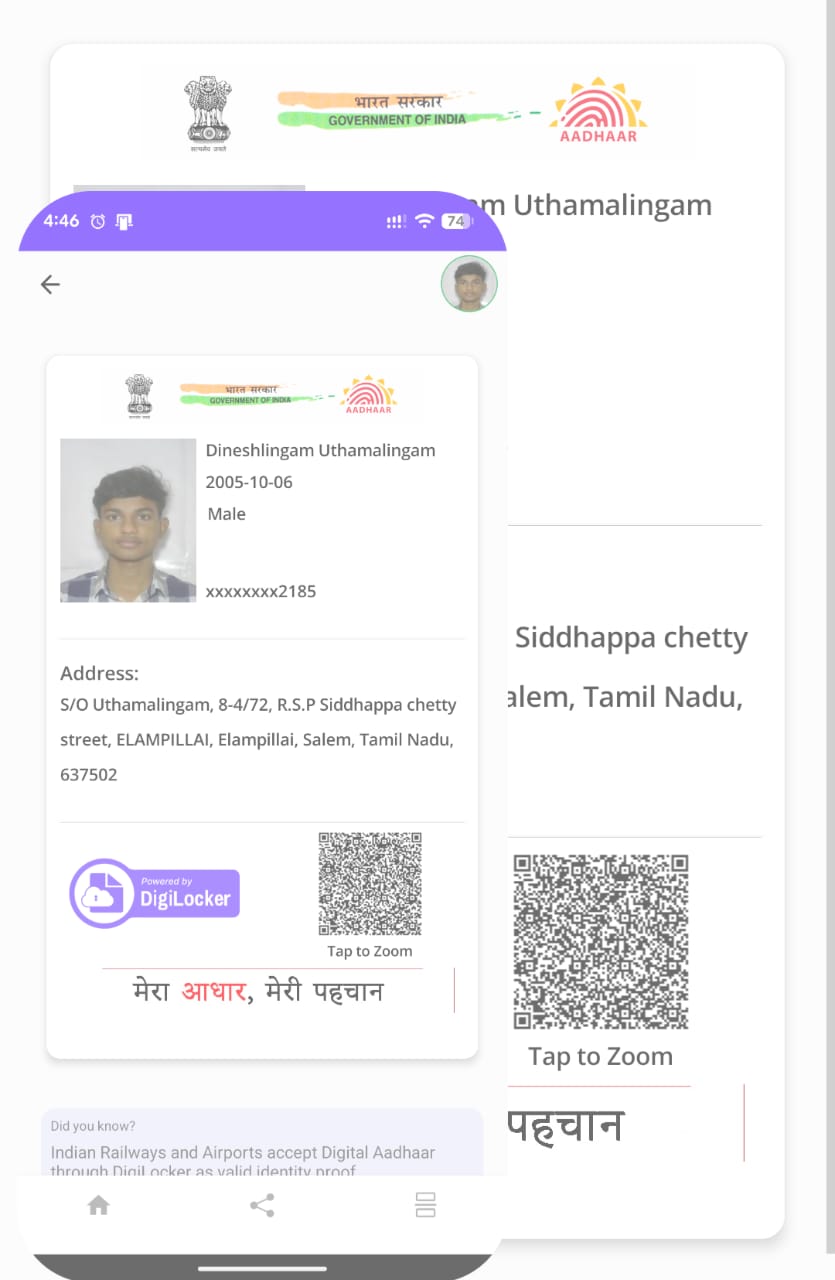 सत्यमेव जयते
भारत सरकार
GOVERNMENT OF INDIA
AADHAAR
m Uthamalingam
4:46
74
भारत सरकार
GOVERNMENT OF INDIA
AADHAAR
Dineshlingam Uthamalingam
2005-10-06
Male
xxxxxxxx2185
Address:
S/O Uthamalingam, 8-4/72, R.S.P Siddhappa chetty
street, ELAMPILLAI, Elampillai, Salem, Tamil Nadu,
637502
Siddhappa chetty
alem, Tamil Nadu,
Powered by
DigiLocker
Tap to Zoom
मेरा आधार, मेरी पहचान
Tap to Zoom
पहचान
Did you know?
Indian Railways and Airports accept Digital Aadhaar
through DigiLocker as valid identity proof